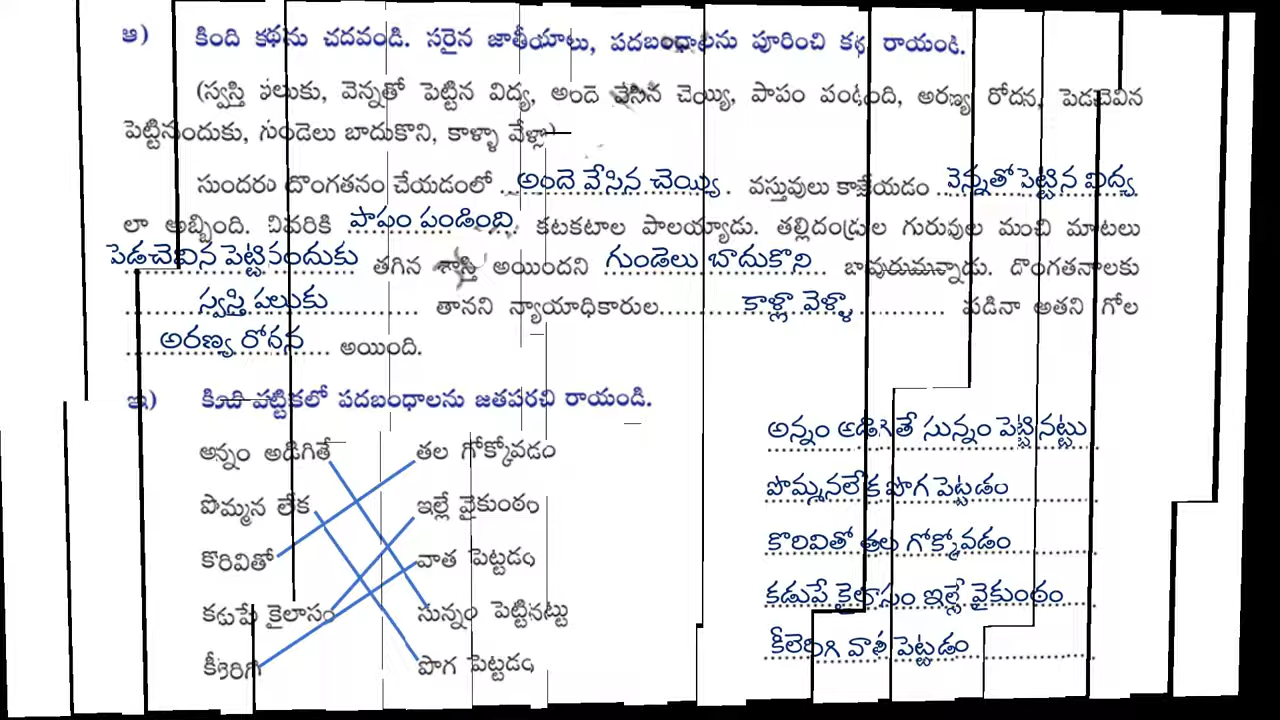 ఆ) కింది కథను చదవండి. సరైన జాతీయాలు, పదబంధాలను పూరించి కథ రాయండి.
(స్వస్తి పలుకు, వెన్నతో పెట్టిన విద్య, అందె వేసిన చెయ్యి, పాపం పండింది, అరణ్య రోదన, పెడచెవిన
పెట్టినందుకు, గుండెలు బాదుకొని, కాళ్ళా వేళ్ళా)
సుందరం దొంగతనం చేయడంలో ...అందె వేసిన చెయ్యి. వస్తువులు కాజేయడం ..వెన్నతో పెట్టిన విద్య
లా అబ్బింది. చివరికి పాపం పండింది. కటకటాల పాలయ్యాడు. తల్లిదండ్రుల గురువుల మంచి మాటలు
పెడచెవిన పెట్టినందుకు తగిన శాస్తి అయిందని గుండెలు బాదుకొని బావురుమన్నాడు. దొంగతనాలకు
స్వస్తి పలుకు తానని న్యాయాధికారుల కాళ్లా వెళ్ళా పడినా అతని గోల
అరణ్య రోదన అయింది.
ఇ) కింది పట్టికలో పదబంధాలను జతపరచి రాయండి.
అన్నం అడిగితే తల గోక్కోవడం అన్నం అడిగితే సున్నం పెట్టినట్టు
పొమ్మన లేక ఇల్లే వైకుంఠం పొమ్మనలేక పొగ పెట్టడం
కొరివితో వాత పెట్టడం కొరివితో తల గోక్కోవడం
కడుపే కైలాసం సున్నం పెట్టినట్టు కడుపే కైలాసం ఇల్లే వైకుంఠం
కీలెరిగి పొగ పెట్టడం కీలెరిగి వాత పెట్టడం